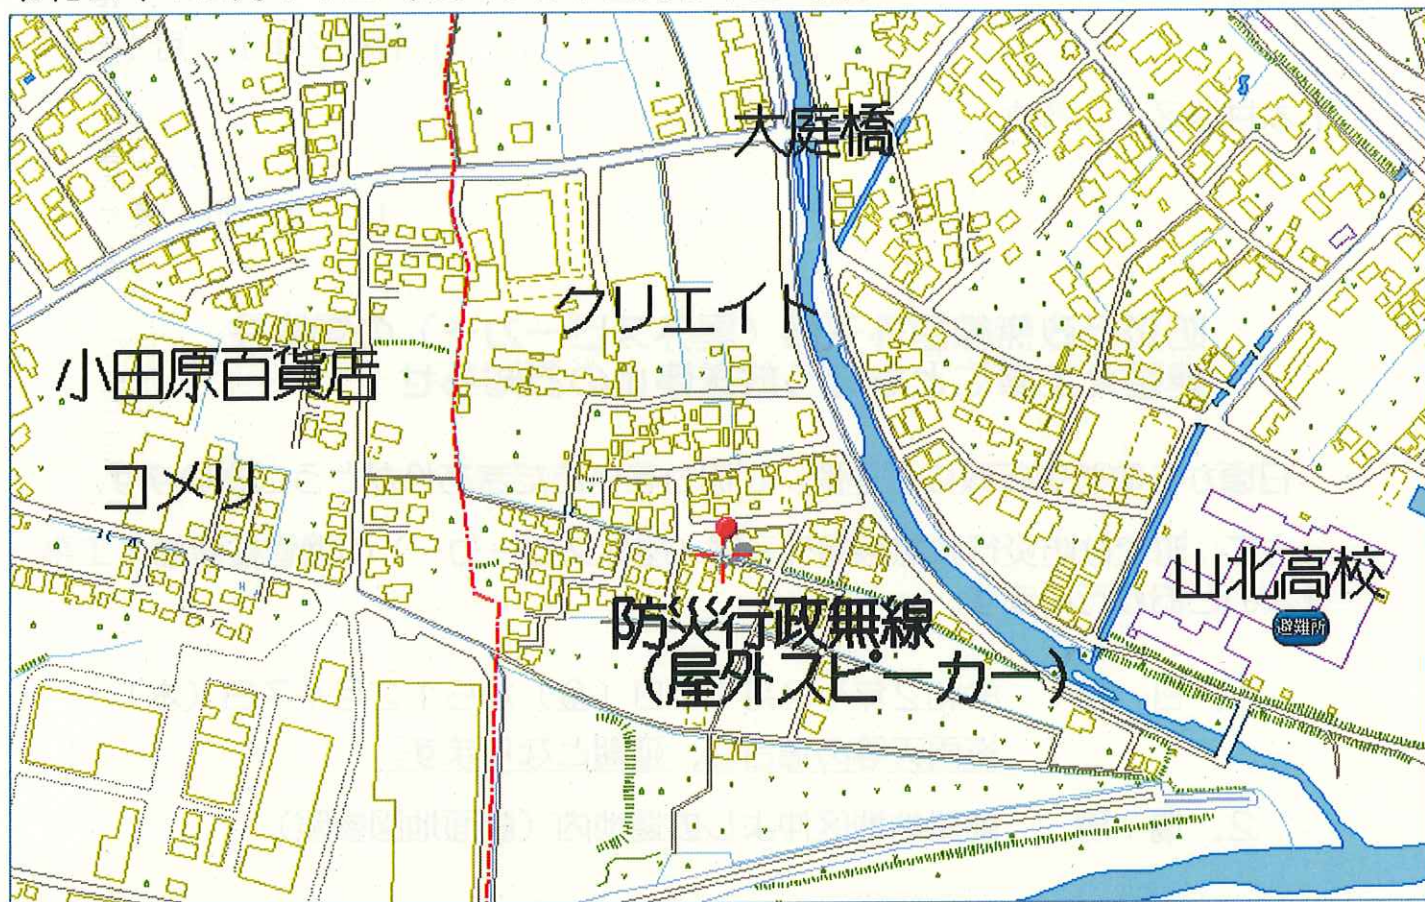 大庭橋
クリエイト
小田原百貨店
コメリ
山北高校
避難所
防災行政無線
（屋外スピーカー）